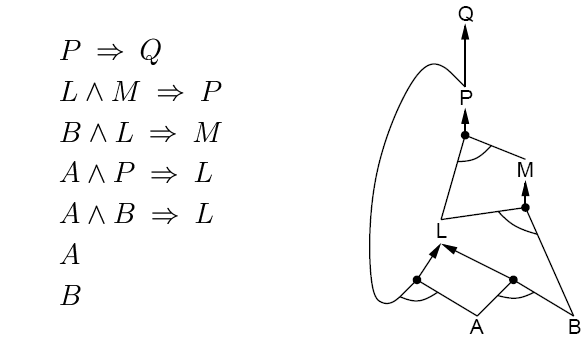 P ⇒ Q
L ∧ M ⇒ P
B ∧ L ⇒ M
A ∧ P ⇒ L
A ∧ B ⇒ L
A
B
Q
P
M
L
A
B